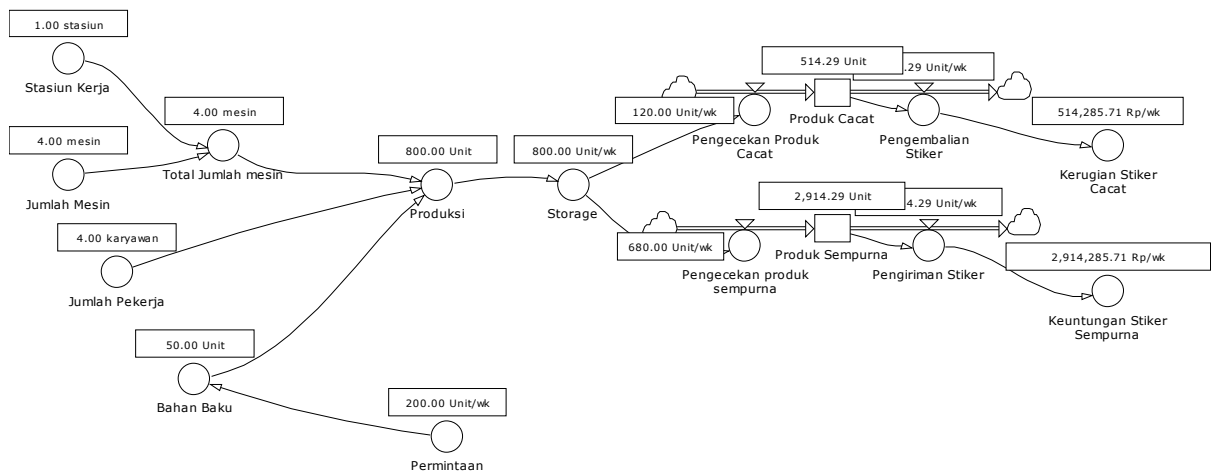 1.00 stasiun
Stasiun Kerja
4.00 mesin
Total Jumlah mesin
4.00 mesin
Jumlah Mesin
4.00 karyawan
Jumlah Pekerja
50.00 Unit
Bahan Baku
200.00 Unit/wk
Permintaan
800.00 Unit
Produksi
800.00 Unit/wk
Storage
120.00 Unit/wk
Pengecekan Produk
Cacat
514.29 Unit
Produk Cacat
.29 Unit/wk
Pengembalian
Stiker
514,285.71 Rp/wk
Kerugian Stiker
Cacat
680.00 Unit/wk
Pengecekan produk
sempurna
2,914.29 Unit
Produk Sempurna
4.29 Unit/wk
Pengiriman Stiker
2,914,285.71 Rp/wk
Keuntungan Stiker
Sempurna